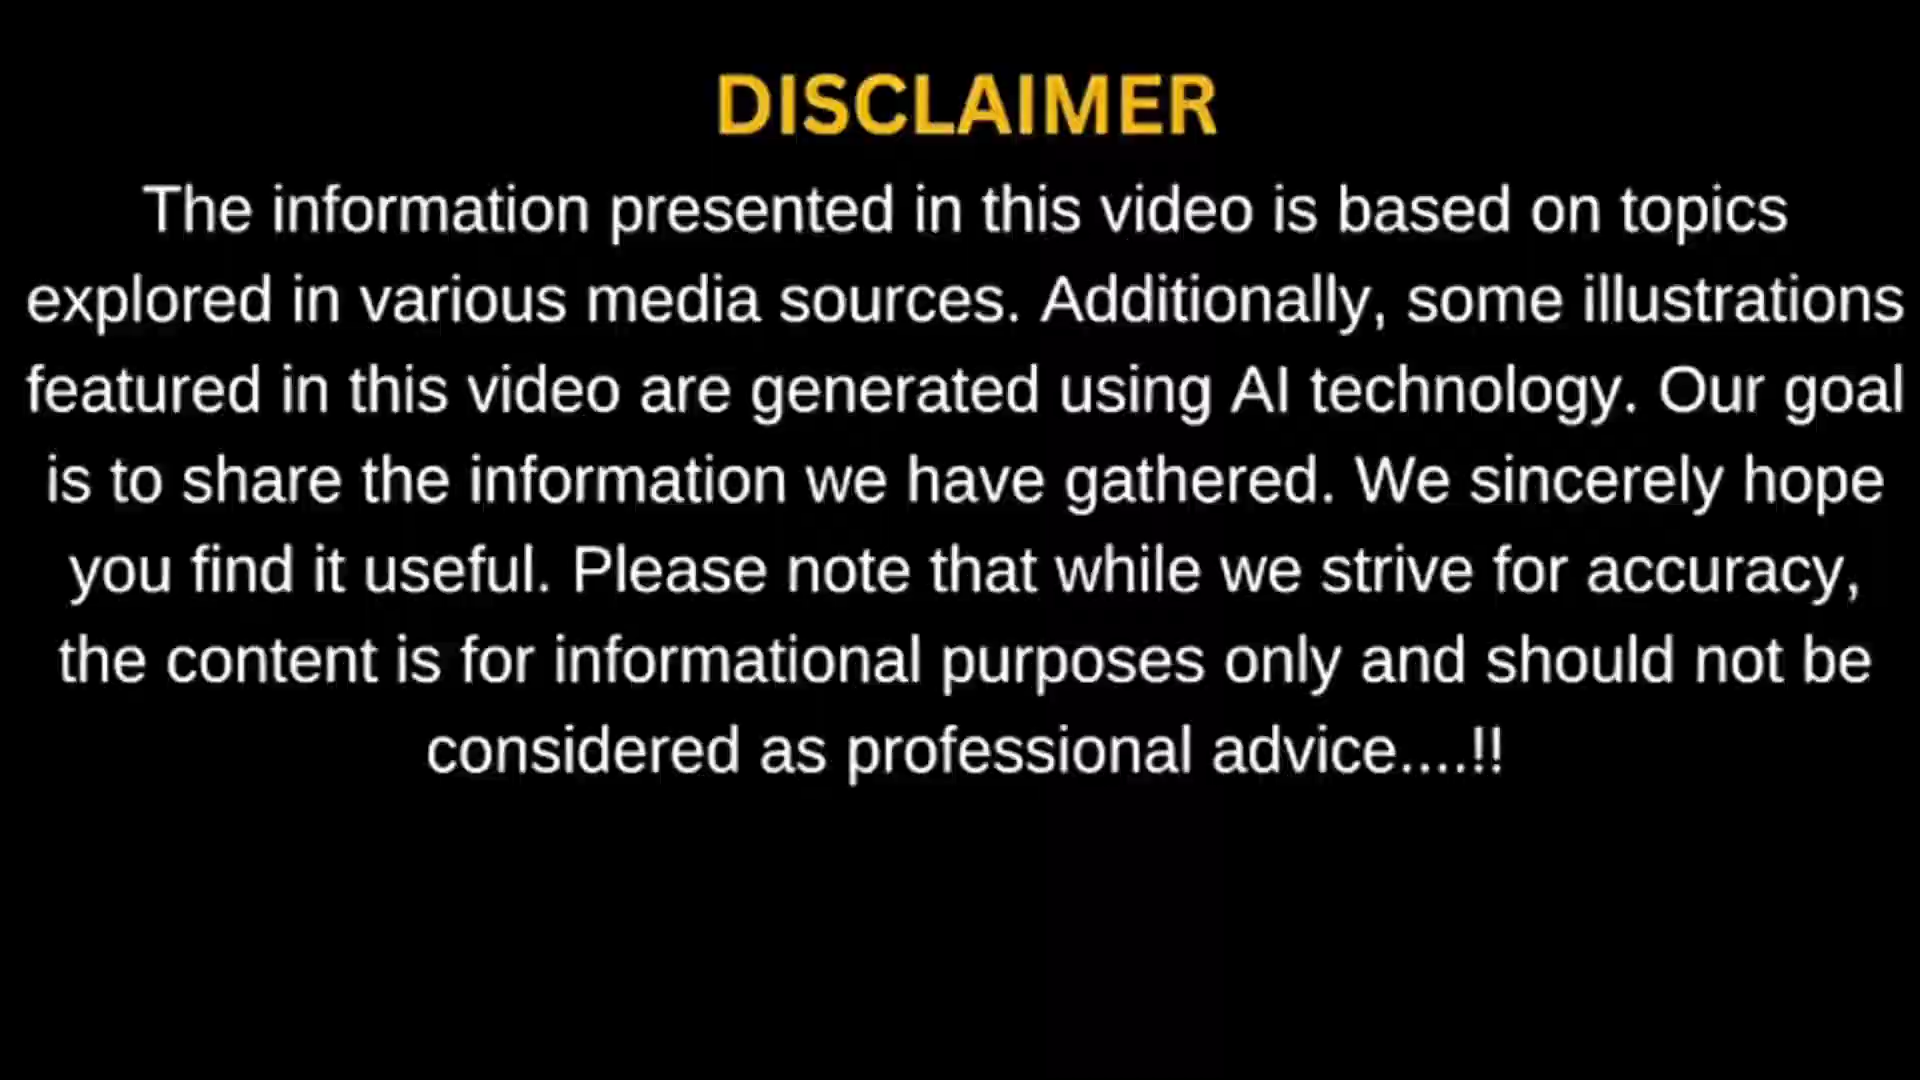 DISCLAIMER
The information presented in this video is based on topics
explored in various media sources. Additionally, some illustrations
featured in this video are generated using AI technology. Our goal
is to share the information we have gathered. We sincerely hope
you find it useful. Please note that while we strive for accuracy,
the content is for informational purposes only and should not be
considered as professional advice....!!